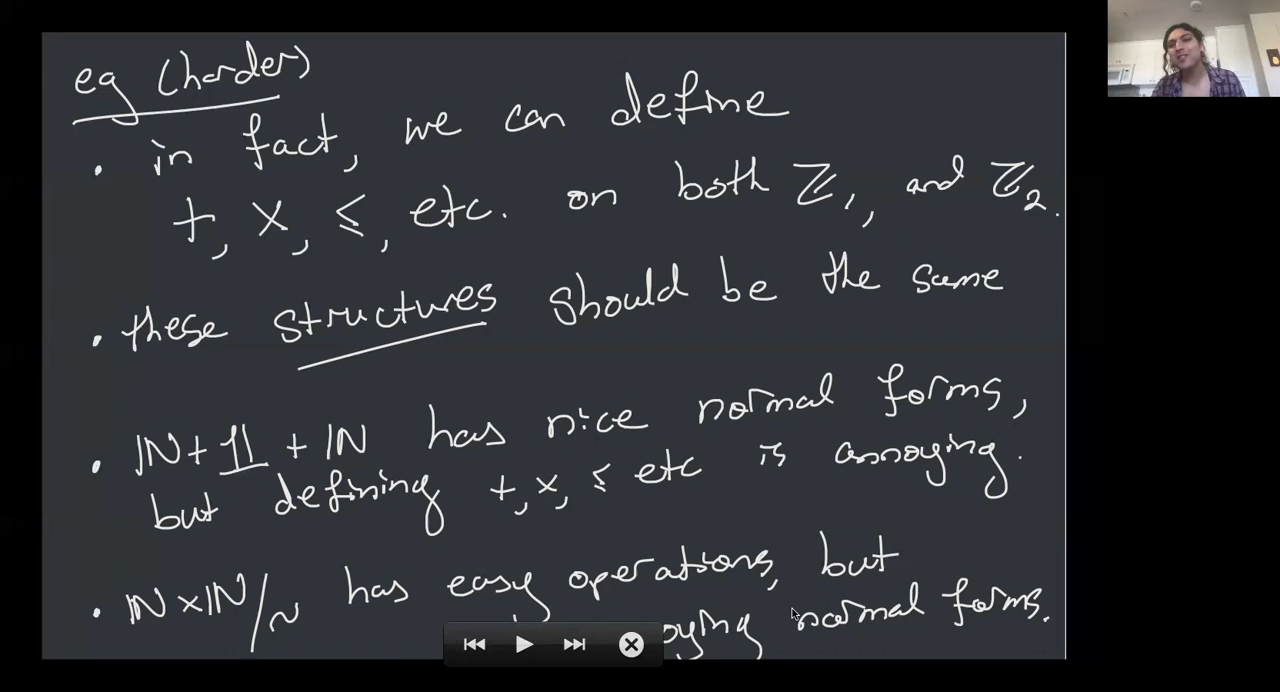 eg (harder)
• in fact, we can define
+, ×, ≤, etc. on both ℤ₁, and ℤ₂.
• these structures should be the same
• ℕ + 𝟙 + ℕ has nice normal forms,
but defining +, ×, ≤ etc is annoying.
• ℕ×ℕ/~ has easy operations, but
normal forms.